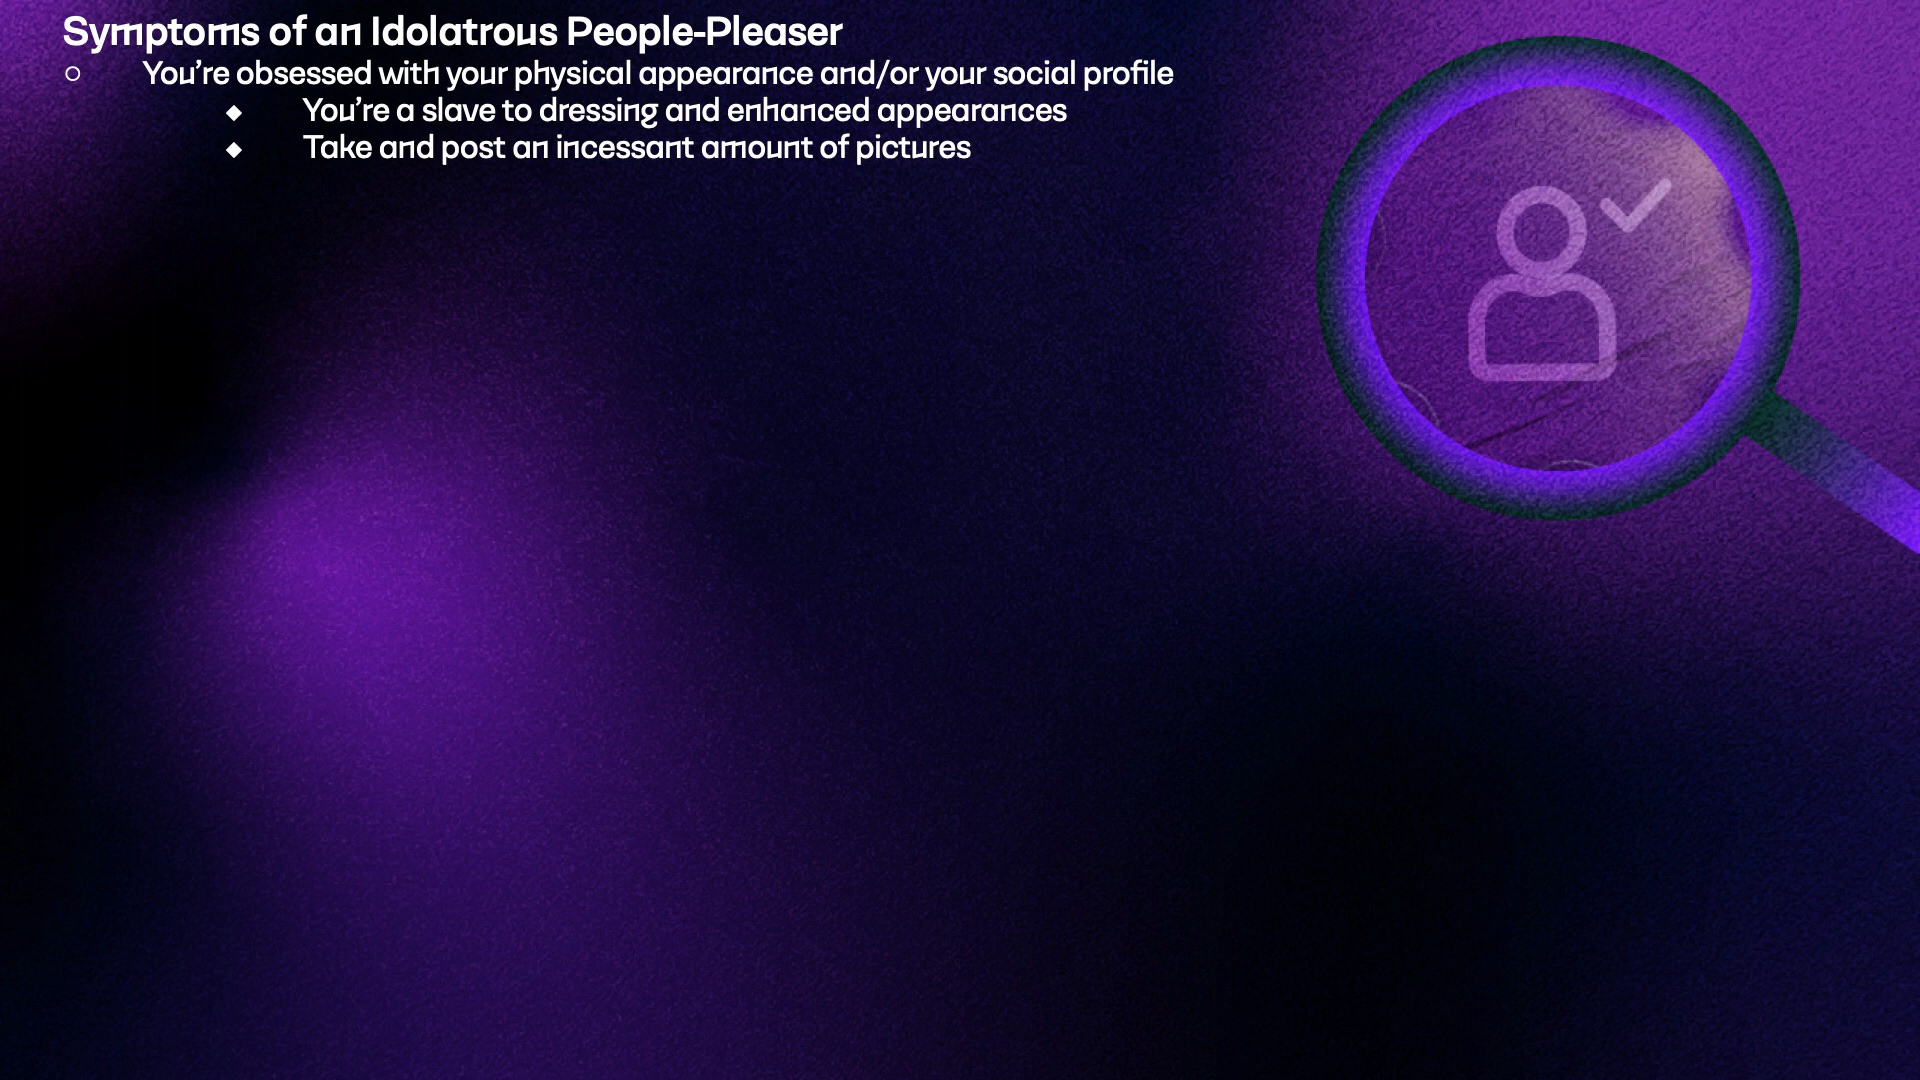 Symptoms of an Idolatrous People-Pleaser
○ You’re obsessed with your physical appearance and/or your social profile
◆ You’re a slave to dressing and enhanced appearances
◆ Take and post an incessant amount of pictures